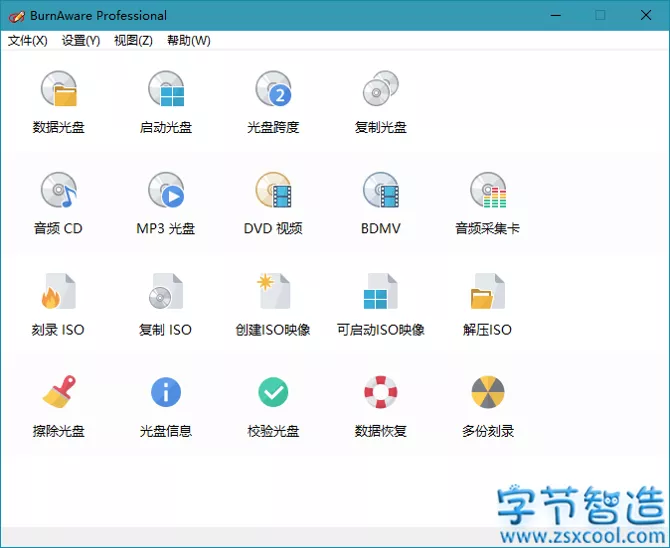 BurnAware Professional
文件(X) 设置(Y) 视图(Z) 帮助(W)
2
数据光盘 启动光盘 光盘跨度 复制光盘
音频 CD MP3 光盘 DVD 视频 BDMV 音频采集卡
刻录 ISO 复制 ISO 创建ISO映像 可启动ISO映像 解压ISO
擦除光盘 光盘信息 校验光盘 数据恢复 多份刻录
字节智造
www.zsxcool.com